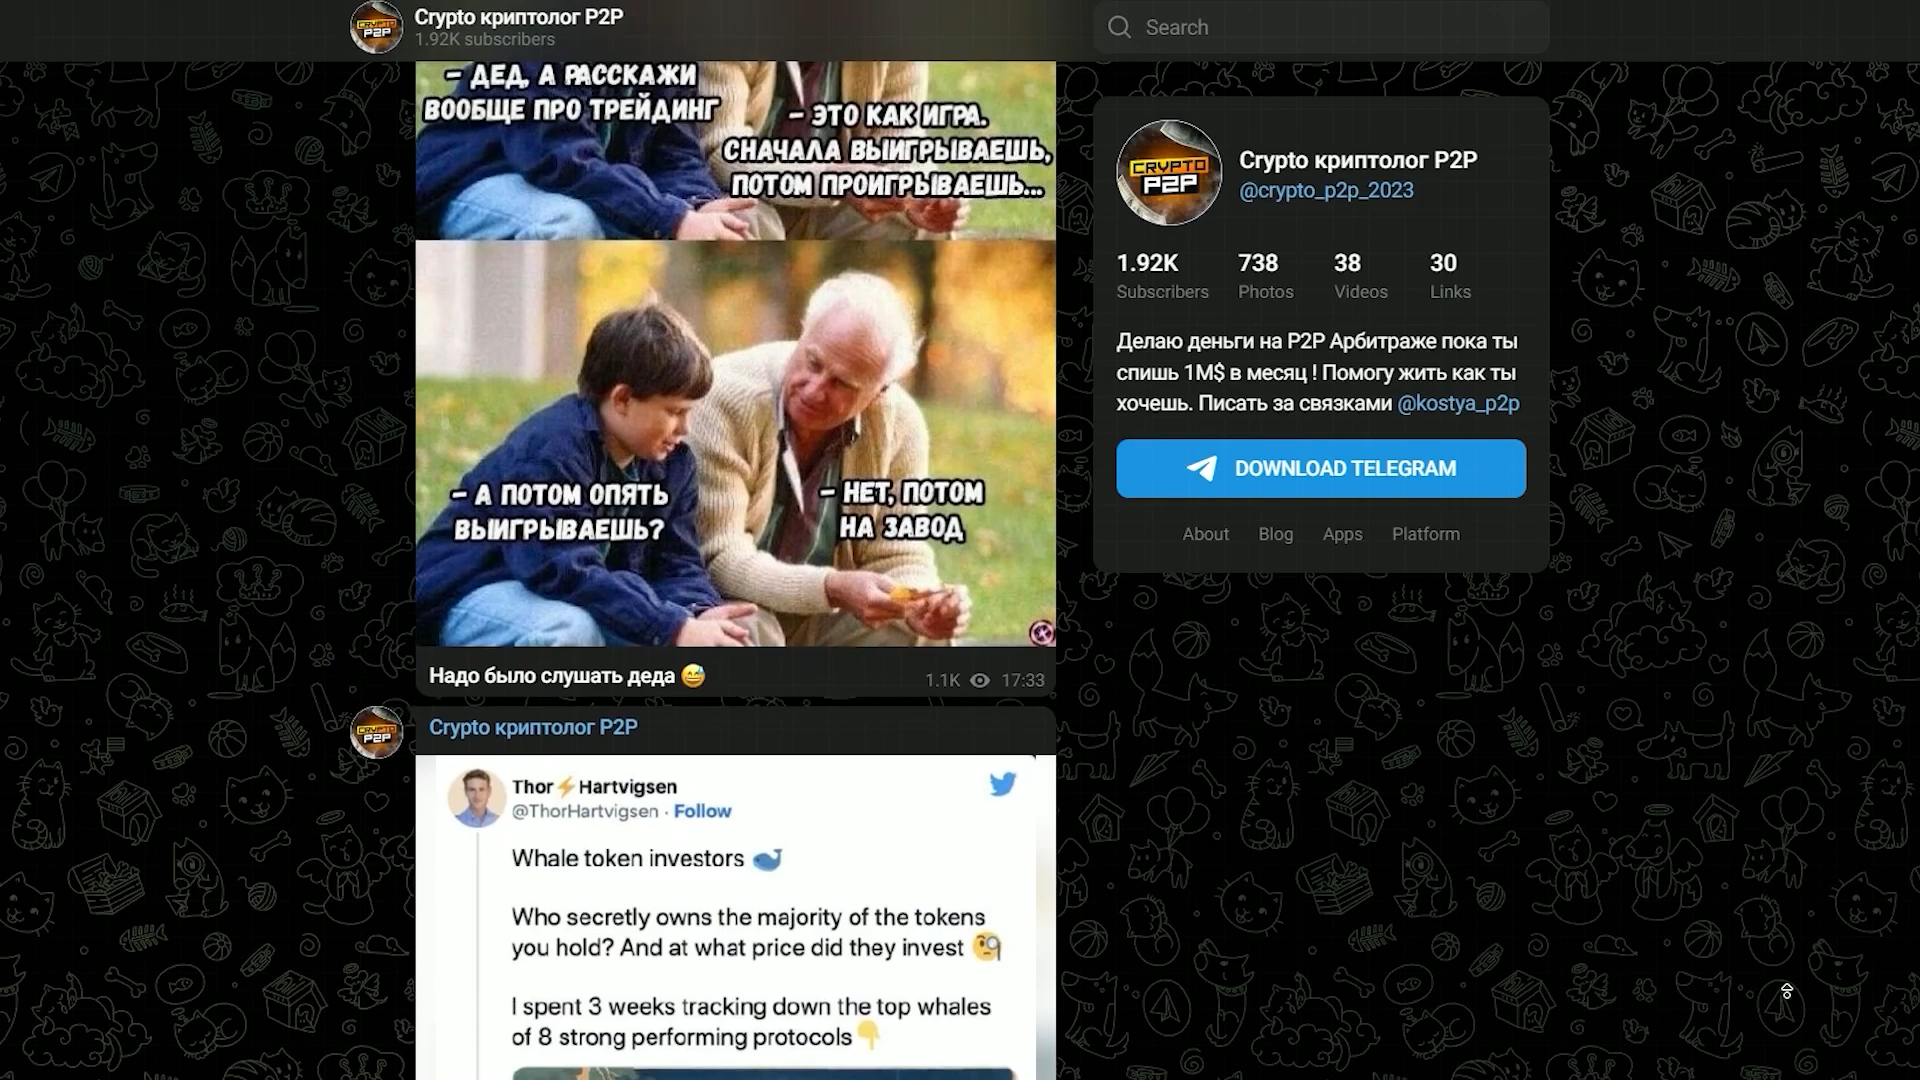 Crypto криптолог P2P
1.92K subscribers
Search
– ДЕД, А РАССКАЖИ
ВООБЩЕ ПРО ТРЕЙДИНГ
– ЭТО КАК ИГРА.
СНАЧАЛА ВЫИГРЫВАЕШЬ,
ПОТОМ ПРОИГРЫВАЕШЬ...
– А ПОТОМ ОПЯТЬ
ВЫИГРЫВАЕШЬ?
– НЕТ, ПОТОМ
НА ЗАВОД
Надо было слушать деда 😅
1.1K 17:33
Crypto криптолог P2P
Thor⚡Hartvigsen
@ThorHartvigsen · Follow
Whale token investors 🐳
Who secretly owns the majority of the tokens
you hold? And at what price did they invest 🧐
I spent 3 weeks tracking down the top whales
of 8 strong performing protocols👇
CRYPTO
P2P
Crypto криптолог P2P
@crypto_p2p_2023
1.92K 738 38 30
Subscribers Photos Videos Links
Делаю деньги на P2P Арбитраже пока ты
спишь 1M$ в месяц ! Помогу жить как ты
хочешь. Писать за связками @kostya_p2p
DOWNLOAD TELEGRAM
About Blog Apps Platform